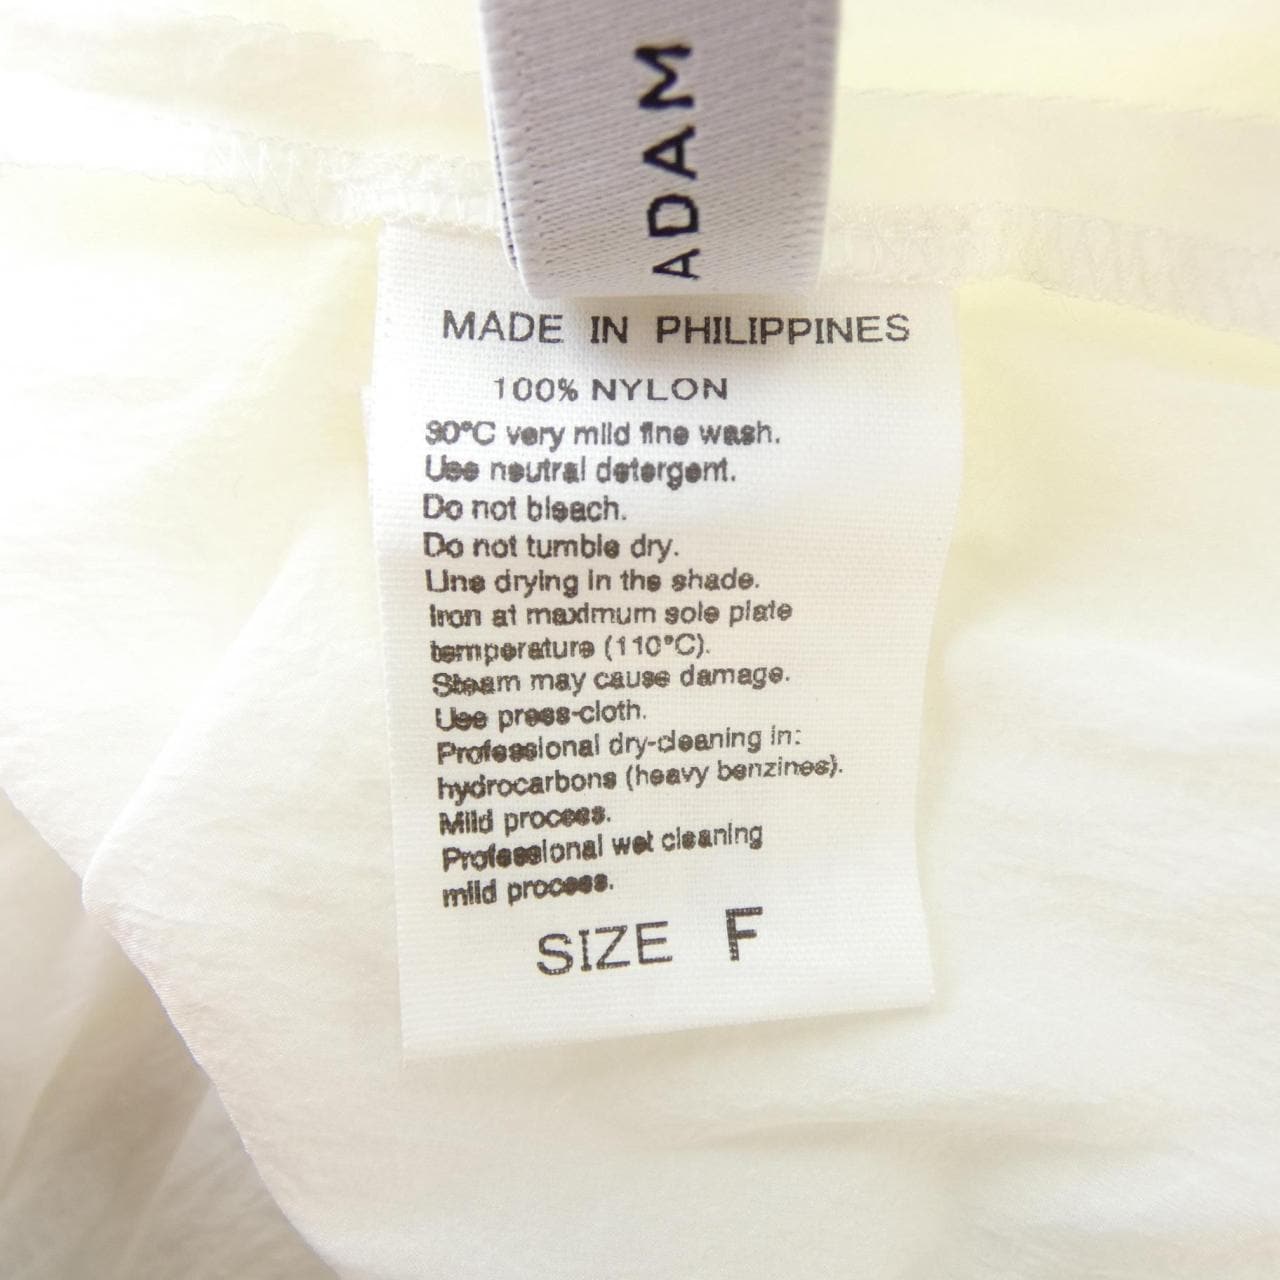 ADAM
MADE IN PHILIPPINES
100% NYLON
30°C very mild fine wash.
Use neutral detergent.
Do not bleach.
Do not tumble dry.
Line drying in the shade.
Iron at maximum sole plate
temperature (110°C).
Steam may cause damage.
Use press-cloth.
Professional dry-cleaning in:
hydrocarbons (heavy benzines).
Mild process.
Professional wet cleaning
mild process.
SIZE F